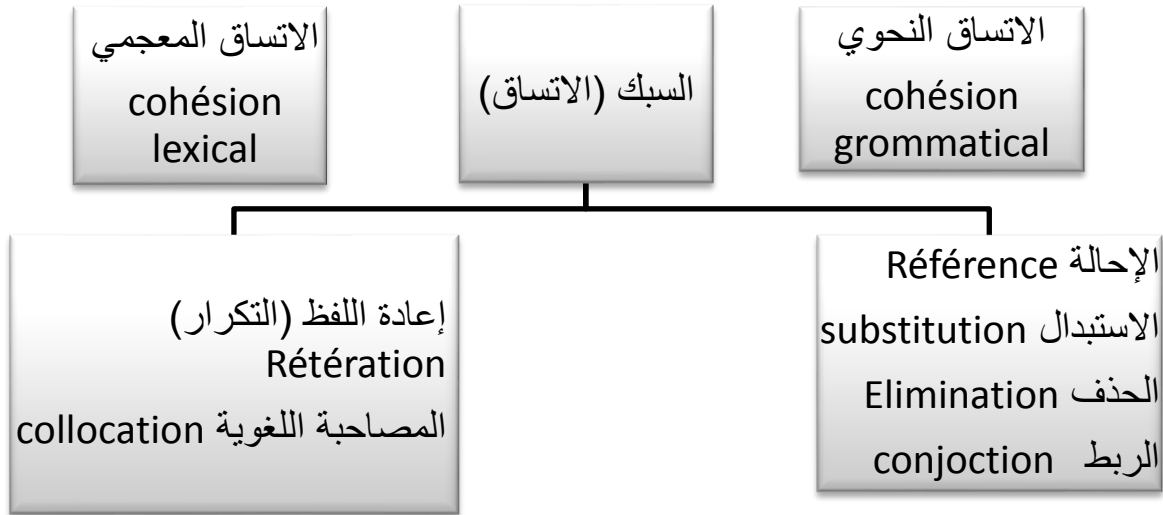 الاتساق النحوي
cohésion
grommatical
السبك (الاتساق)
الاتساق المعجمي
cohésion
lexical
الإحالة Référence
الاستبدال substitution
الحذف Elimination
الربط conjoction
إعادة اللفظ (التكرار)
Rétération
المصاحبة اللغوية collocation